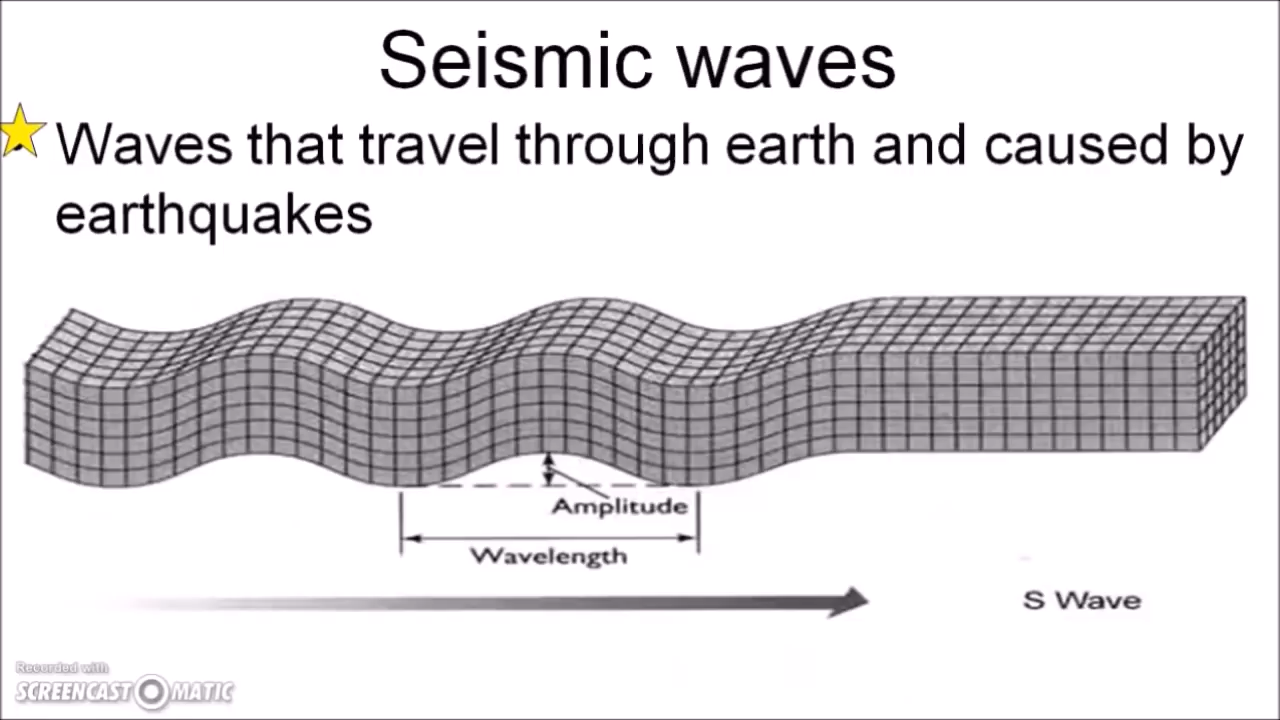 Seismic waves
Waves that travel through earth and caused by
earthquakes
Amplitude
Wavelength
S Wave
Recorded with
SCREENCAST MATIC